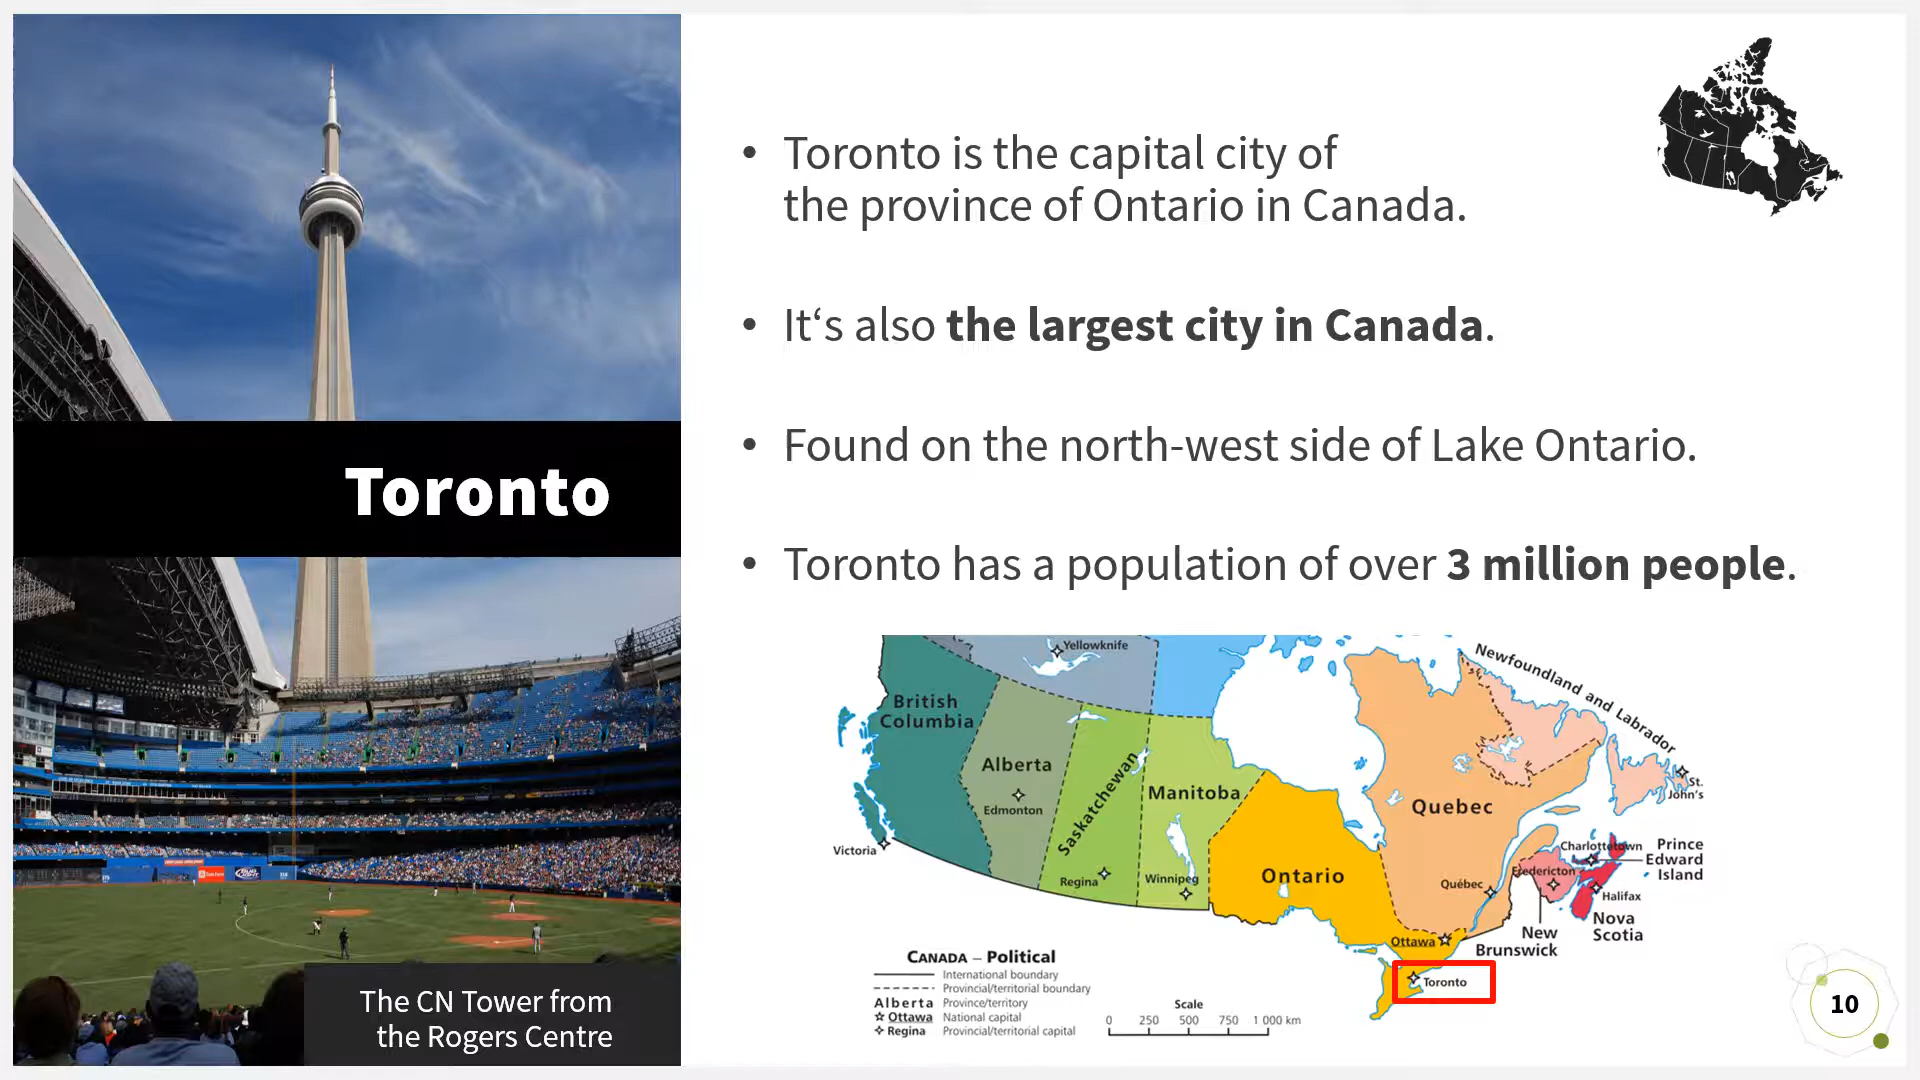 Toronto
The CN Tower from
the Rogers Centre
• Toronto is the capital city of
the province of Ontario in Canada.
• It‘s also the largest city in Canada.
• Found on the north-west side of Lake Ontario.
• Toronto has a population of over 3 million people.
Yellowknife
Newfoundland and Labrador
British
Columbia
Alberta
Edmonton
Saskatchewan
Manitoba
Quebec
St.
John's
Victoria
Regina
Winnipeg
Ontario
Québec
Charlottetown
Prince
Edward
Island
Fredericton
Halifax
Nova
Scotia
New
Brunswick
Ottawa
Toronto
CANADA – Political
International boundary
Provincial/territorial boundary
Alberta Province/territory
Ottawa National capital
Regina Provincial/territorial capital
Scale
0 250 500 750 1 000 km
10